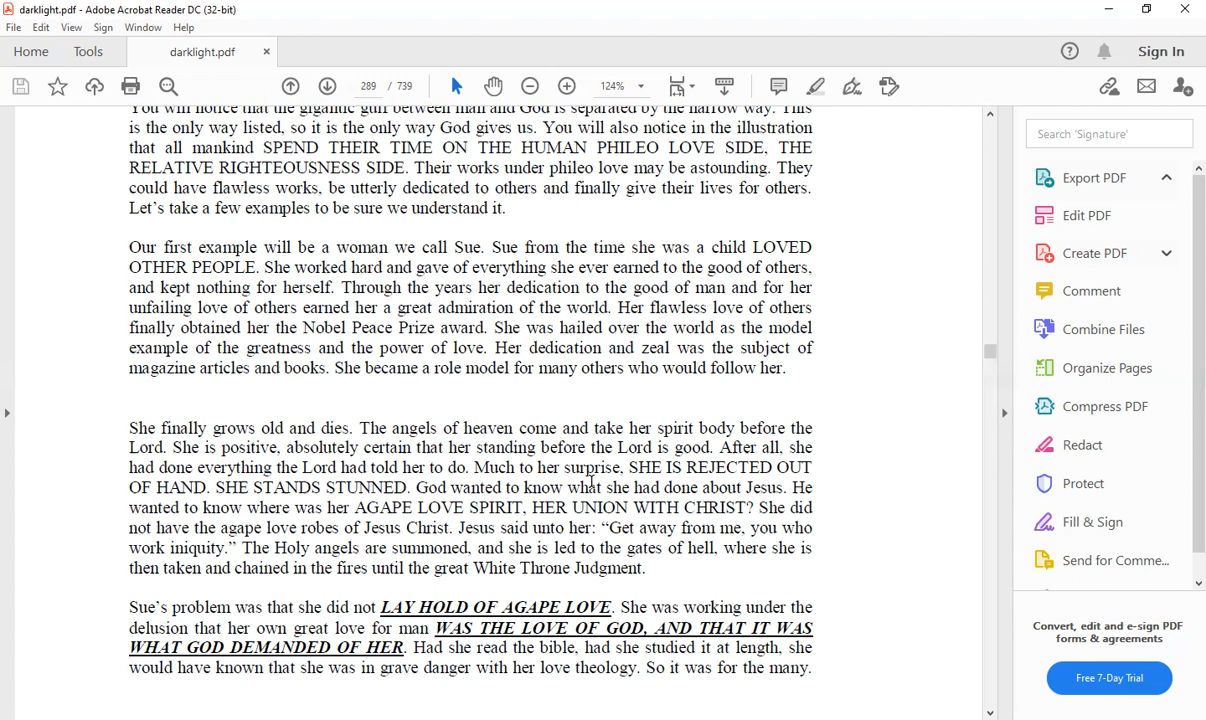 darklight.pdf - Adobe Acrobat Reader DC (32-bit)
File Edit View Sign Window Help
Home Tools darklight.pdf × Sign In
289 / 739 124%
You will notice that the gigantic gulf between man and God is separated by the narrow way. This
is the only way listed, so it is the only way God gives us. You will also notice in the illustration
that all mankind SPEND THEIR TIME ON THE HUMAN PHILEO LOVE SIDE, THE
RELATIVE RIGHTEOUSNESS SIDE. Their works under phileo love may be astounding. They
could have flawless works, be utterly dedicated to others and finally give their lives for others.
Let’s take a few examples to be sure we understand it.
Our first example will be a woman we call Sue. Sue from the time she was a child LOVED
OTHER PEOPLE. She worked hard and gave of everything she ever earned to the good of others,
and kept nothing for herself. Through the years her dedication to the good of man and for her
unfailing love of others earned her a great admiration of the world. Her flawless love of others
finally obtained her the Nobel Peace Prize award. She was hailed over the world as the model
example of the greatness and the power of love. Her dedication and zeal was the subject of
magazine articles and books. She became a role model for many others who would follow her.
She finally grows old and dies. The angels of heaven come and take her spirit body before the
Lord. She is positive, absolutely certain that her standing before the Lord is good. After all, she
had done everything the Lord had told her to do. Much to her surprise, SHE IS REJECTED OUT
OF HAND. SHE STANDS STUNNED. God wanted to know what she had done about Jesus. He
wanted to know where was her AGAPE LOVE SPIRIT, HER UNION WITH CHRIST? She did
not have the agape love robes of Jesus Christ. Jesus said unto her: “Get away from me, you who
work iniquity.” The Holy angels are summoned, and she is led to the gates of hell, where she is
then taken and chained in the fires until the great White Throne Judgment.
Sue’s problem was that she did not LAY HOLD OF AGAPE LOVE. She was working under the
delusion that her own great love for man WAS THE LOVE OF GOD, AND THAT IT WAS
WHAT GOD DEMANDED OF HER. Had she read the bible, had she studied it at length, she
would have known that she was in grave danger with her love theology. So it was for the many.
Search 'Signature'
Export PDF
Edit PDF
Create PDF
Comment
Combine Files
Organize Pages
Compress PDF
Redact
Protect
Fill & Sign
Send for Comme...
Convert, edit and e-sign PDF
forms & agreements
Free 7-Day Trial